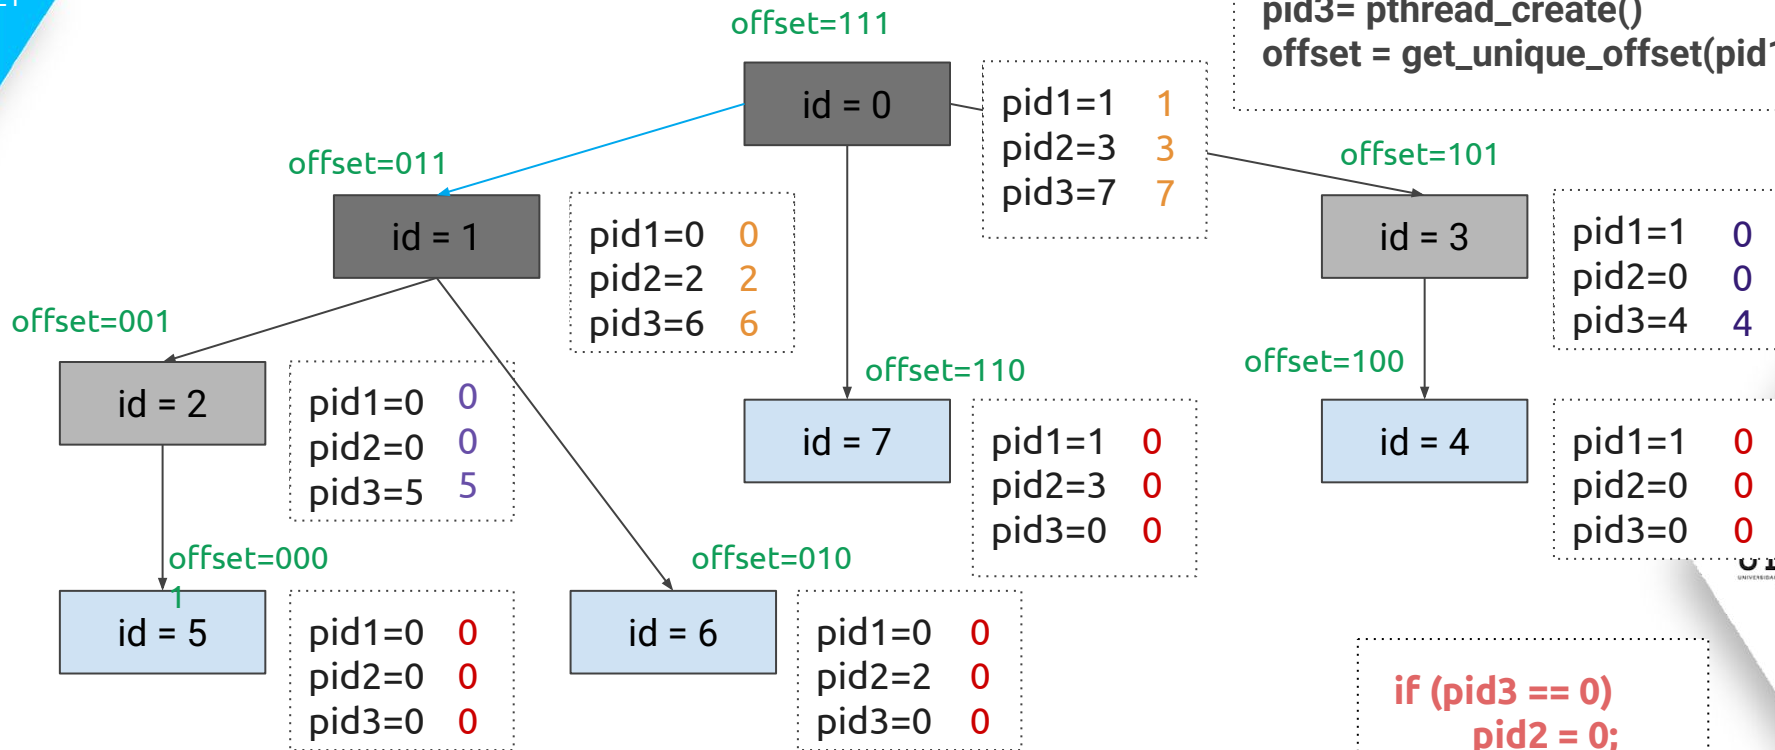 pid3= pthread_create()
offset = get_unique_offset(pid1
offset=111
id = 0
pid1=1 1
pid2=3 3
pid3=7 7
offset=011
id = 1
pid1=0 0
pid2=2 2
pid3=6 6
offset=101
id = 3
pid1=1 0
pid2=0 0
pid3=4 4
offset=001
id = 2
pid1=0 0
pid2=0 0
pid3=5 5
offset=110
id = 7
pid1=1 0
pid2=3 0
pid3=0 0
offset=100
id = 4
pid1=1 0
pid2=0 0
pid3=0 0
offset=000
1
id = 5
pid1=0 0
pid2=0 0
pid3=0 0
offset=010
id = 6
pid1=0 0
pid2=2 0
pid3=0 0
if (pid3 == 0)
pid2 = 0;